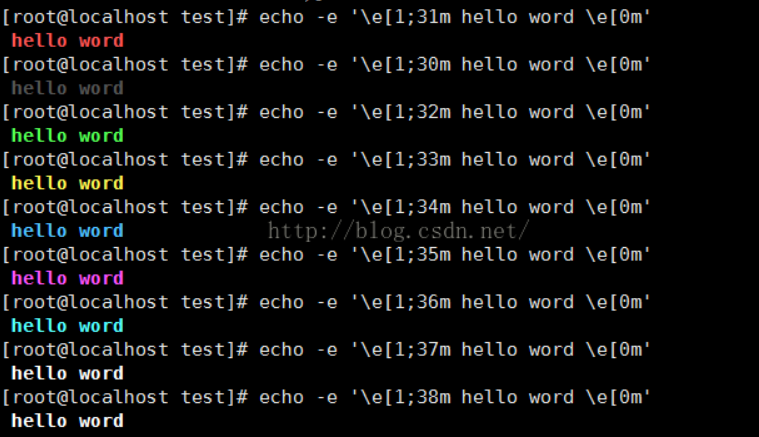 [root@localhost test]# echo -e '\e[1;31m hello word \e[0m'
hello word
[root@localhost test]# echo -e '\e[1;30m hello word \e[0m'
hello word
[root@localhost test]# echo -e '\e[1;32m hello word \e[0m'
hello word
[root@localhost test]# echo -e '\e[1;33m hello word \e[0m'
hello word
[root@localhost test]# echo -e '\e[1;34m hello word \e[0m'
hello word
http://blog.csdn.net/
[root@localhost test]# echo -e '\e[1;35m hello word \e[0m'
hello word
[root@localhost test]# echo -e '\e[1;36m hello word \e[0m'
hello word
[root@localhost test]# echo -e '\e[1;37m hello word \e[0m'
hello word
[root@localhost test]# echo -e '\e[1;38m hello word \e[0m'
hello word